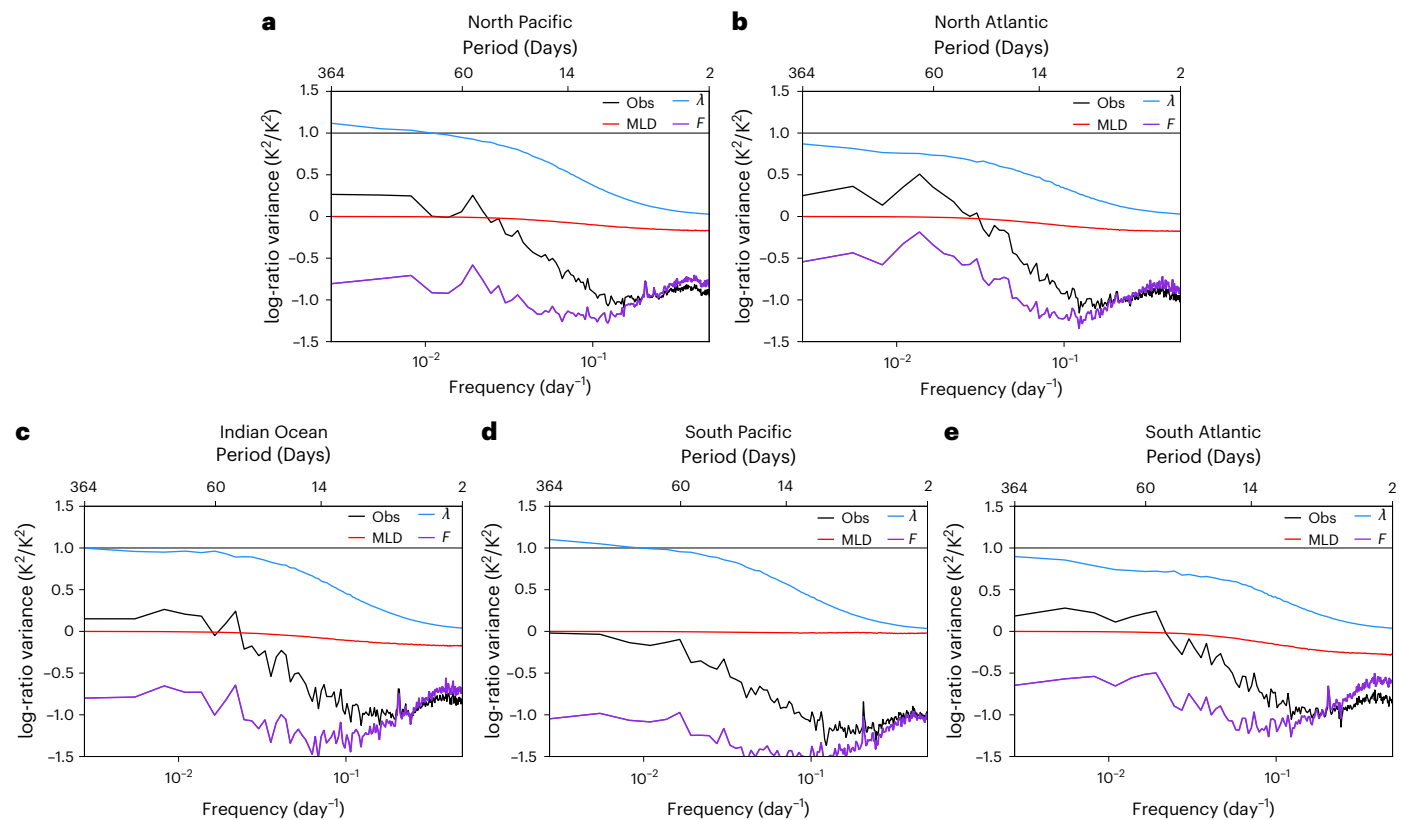 a
North Pacific
Period (Days)
364 60 14 2
1.5
1.0
0.5
0
−0.5
−1.0
−1.5
log-ratio variance (K²/K²)
Obs λ
MLD F
10⁻² 10⁻¹
Frequency (day⁻¹)
b
North Atlantic
Period (Days)
364 60 14 2
1.5
1.0
0.5
0
−0.5
−1.0
−1.5
log-ratio variance (K²/K²)
Obs λ
MLD F
10⁻² 10⁻¹
Frequency (day⁻¹)
c
Indian Ocean
Period (Days)
364 60 14 2
1.5
1.0
0.5
0
−0.5
−1.0
−1.5
log-ratio variance (K²/K²)
Obs λ
MLD F
10⁻² 10⁻¹
Frequency (day⁻¹)
d
South Pacific
Period (Days)
364 60 14 2
1.5
1.0
0.5
0
−0.5
−1.0
−1.5
log-ratio variance (K²/K²)
Obs λ
MLD F
10⁻² 10⁻¹
Frequency (day⁻¹)
e
South Atlantic
Period (Days)
364 60 14 2
1.5
1.0
0.5
0
−0.5
−1.0
−1.5
log-ratio variance (K²/K²)
Obs λ
MLD F
10⁻² 10⁻¹
Frequency (day⁻¹)